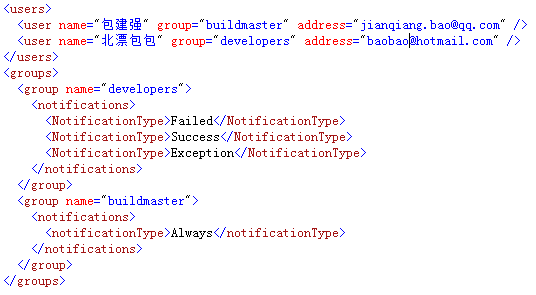 <users>
<user name="包建强" group="buildmaster" address="jianqiang.bao@qq.com" />
<user name="北漂包包" group="developers" address="baobao@hotmail.com" />
</users>
<groups>
<group name="developers">
<notifications>
<NotificationType>Failed</NotificationType>
<NotificationType>Success</NotificationType>
<NotificationType>Exception</NotificationType>
</notifications>
</group>
<group name="buildmaster">
<notifications>
<notificationType>Always</notificationType>
</notifications>
</group>
</groups>